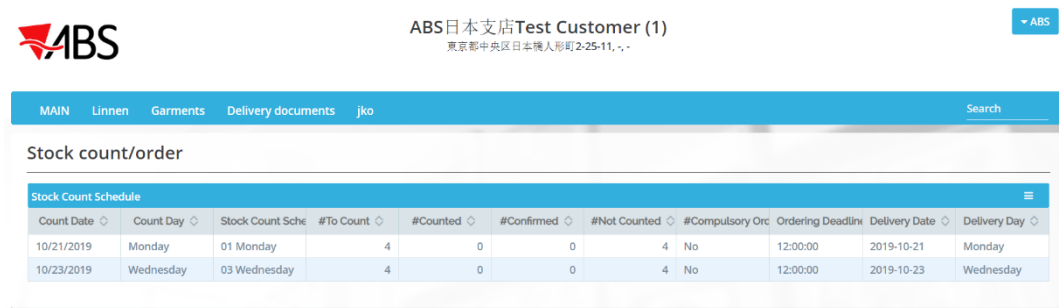 ABS
ABS日本支店Test Customer (1)
東京都中央区日本橋人形町2-25-11, -, -
ABS
MAIN Linnen Garments Delivery documents jko Search
Stock count/order
Stock Count Schedule
Count Date Count Day Stock Count Sche #To Count #Counted #Confirmed #Not Counted #Compulsory Ord Ordering Deadline Delivery Date Delivery Day
10/21/2019 Monday 01 Monday 4 0 0 4 No 12:00:00 2019-10-21 Monday
10/23/2019 Wednesday 03 Wednesday 4 0 0 4 No 12:00:00 2019-10-23 Wednesday